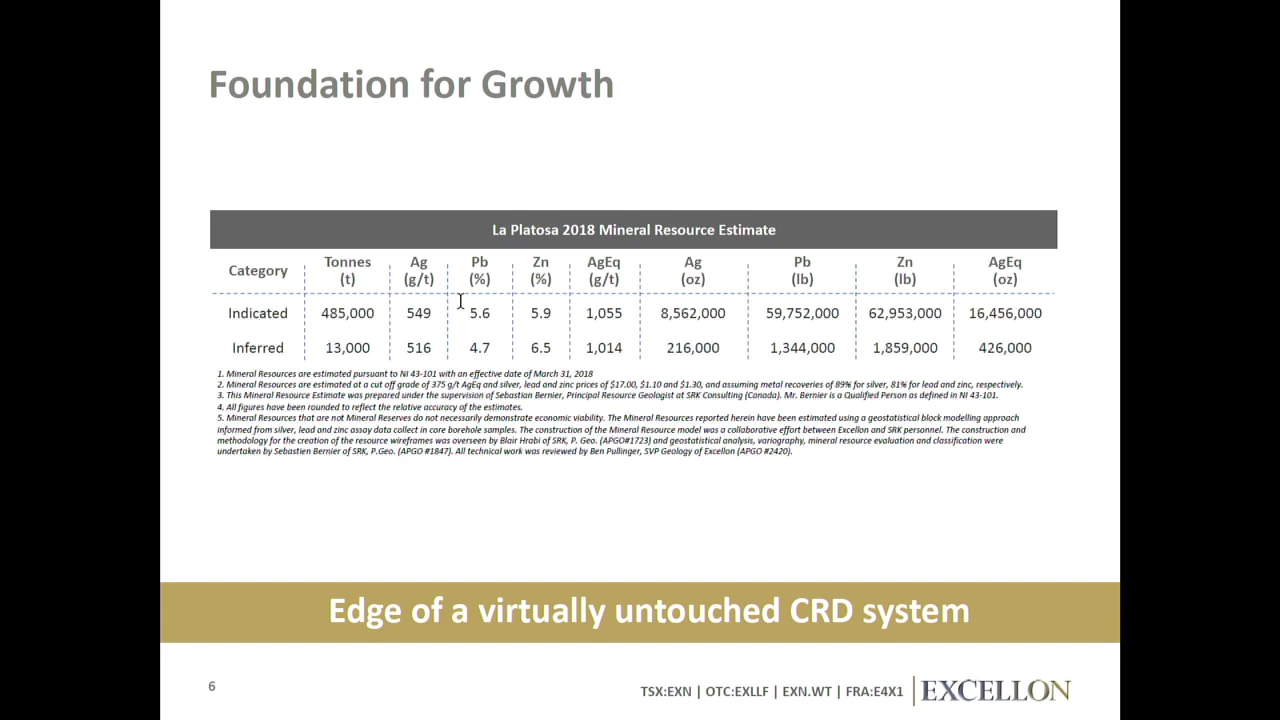 Foundation for Growth
La Platosa 2018 Mineral Resource Estimate
Category Tonnes (t) Ag (g/t) Pb (%) Zn (%) AgEq (g/t) Ag (oz) Pb (lb) Zn (lb) AgEq (oz)
Indicated 485,000 549 5.6 5.9 1,055 8,562,000 59,752,000 62,953,000 16,456,000
Inferred 13,000 516 4.7 6.5 1,014 216,000 1,344,000 1,859,000 426,000
1. Mineral Resources are estimated pursuant to NI 43-101 with an effective date of March 31, 2018
2. Mineral Resources are estimated at a cut off grade of 375 g/t AgEq and silver, lead and zinc prices of $17.00, $1.10 and $1.30, and assuming metal recoveries of 89% for silver, 81% for lead and zinc, respectively.
3. This Mineral Resource Estimate was prepared under the supervision of Sebastian Bernier, Principal Resource Geologist at SRK Consulting (Canada). Mr. Bernier is a Qualified Person as defined in NI 43-101.
4. All figures have been rounded to reflect the relative accuracy of the estimates.
5. Mineral Resources that are not Mineral Reserves do not necessarily demonstrate economic viability. The Mineral Resources reported herein have been estimated using a geostatistical block modelling approach
informed from silver, lead and zinc assay data collect in core borehole samples. The construction of the Mineral Resource model was a collaborative effort between Excellon and SRK personnel. The construction and
methodology for the creation of the resource wireframes was overseen by Blair Hrabi of SRK, P. Geo. (APGO#1723) and geostatistical analysis, variography, mineral resource evaluation and classification were
undertaken by Sebastien Bernier of SRK, P.Geo. (APGO #1847). All technical work was reviewed by Ben Pullinger, SVP Geology of Excellon (APGO #2420).
Edge of a virtually untouched CRD system
6
TSX:EXN | OTC:EXLLF | EXN.WT | FRA:E4X1
EXCELLON